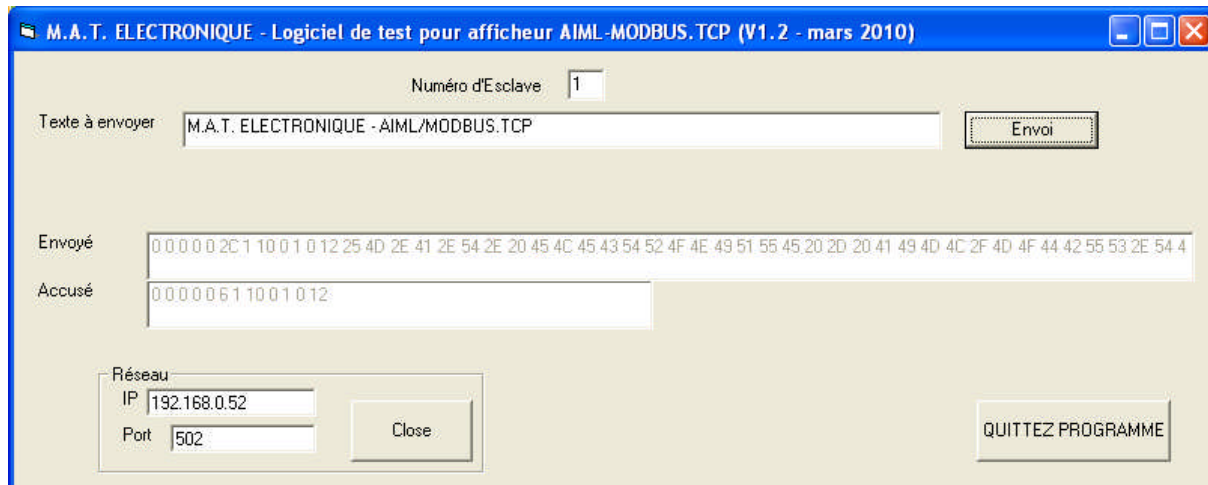 M.A.T. ELECTRONIQUE - Logiciel de test pour afficheur AIML-MODBUS.TCP (V1.2 - mars 2010)
Numéro d'Esclave 1
Texte à envoyer M.A.T. ELECTRONIQUE - AIML/MODBUS.TCP Envoi
Envoyé 0 0 0 0 0 2C 1 10 0 1 0 12 25 4D 2E 41 2E 54 2E 20 45 4C 45 43 54 52 4F 4E 49 51 55 45 20 2D 20 41 49 4D 4C 2F 4D 4F 44 42 55 53 2E 54 4
Accusé 0 0 0 0 0 6 1 10 0 1 0 12
Réseau
IP 192.168.0.52
Port 502 Close QUITTEZ PROGRAMME